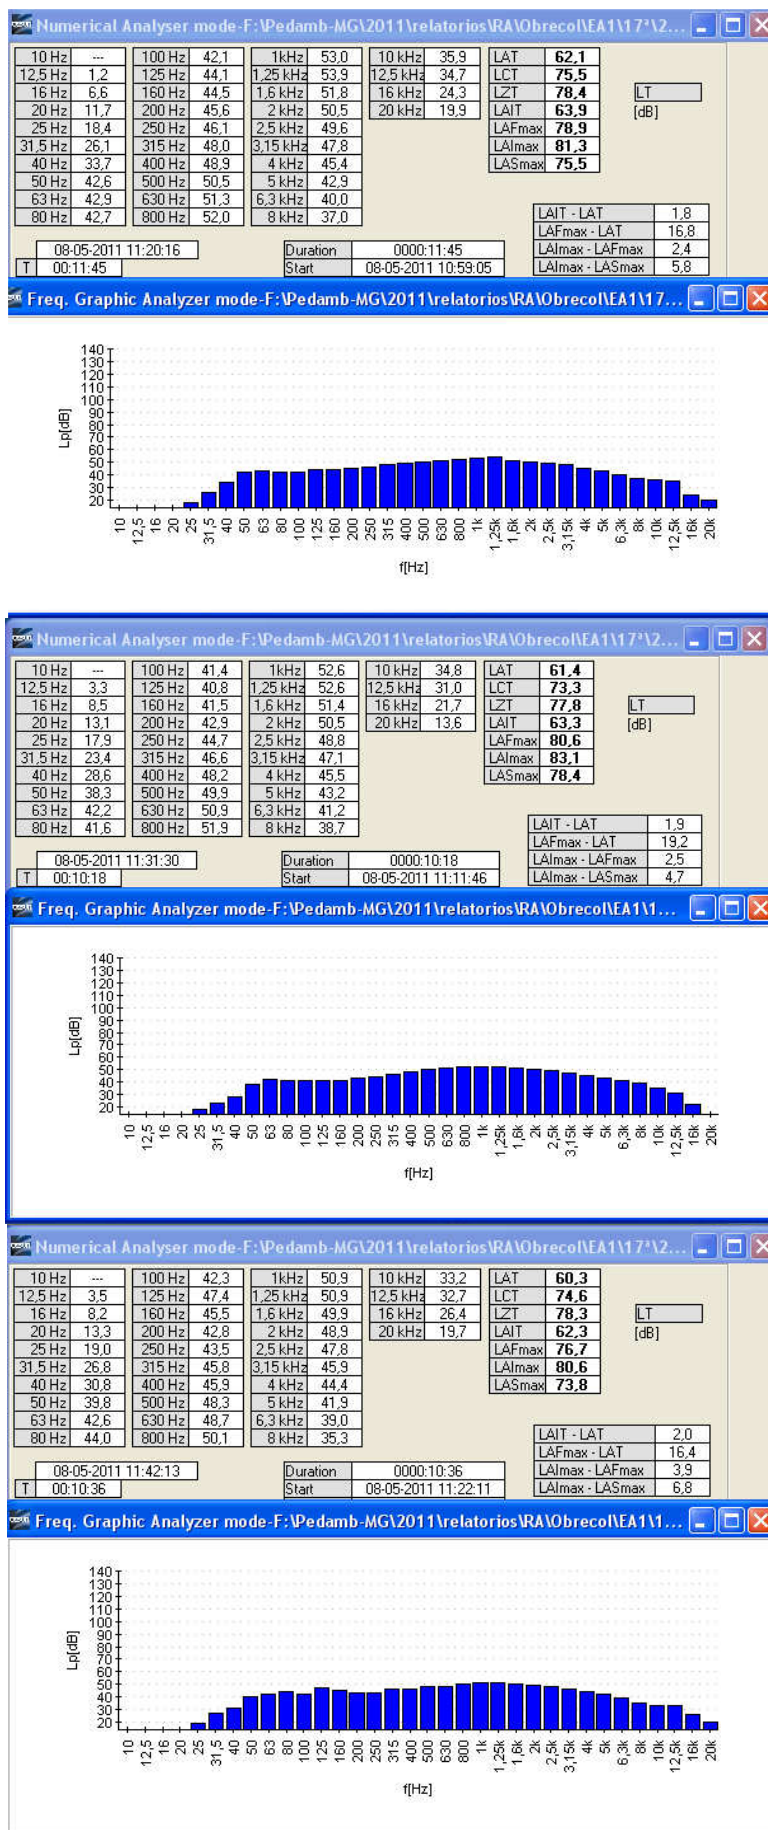 Numerical Analyser mode-F:\Pedamb-MG\2011\relatorios\RA\Obrecol\EA1\17ª\2...
10 Hz --- 100 Hz 42,1 1kHz 53,0 10 kHz 35,9 LAT 62,1
12,5 Hz 1,2 125 Hz 44,1 1,25 kHz 53,9 12,5 kHz 34,7 LCT 75,5
16 Hz 6,6 160 Hz 44,5 1,6 kHz 51,8 16 kHz 24,3 LZT 78,4 LT
20 Hz 11,7 200 Hz 45,6 2 kHz 50,5 20 kHz 19,9 LAIT 63,9 [dB]
25 Hz 18,4 250 Hz 46,1 2,5 kHz 49,6 LAFmax 78,9
31,5 Hz 26,1 315 Hz 48,0 3,15 kHz 47,8 LAImax 81,3
40 Hz 33,7 400 Hz 48,9 4 kHz 45,4 LASmax 75,5
50 Hz 42,6 500 Hz 50,5 5 kHz 42,9
63 Hz 42,9 630 Hz 51,3 6,3 kHz 40,0 LAIT - LAT 1,8
80 Hz 42,7 800 Hz 52,0 8 kHz 37,0 LAFmax - LAT 16,8
08-05-2011 11:20:16 Duration 0000:11:45 LAImax - LAFmax 2,4
T 00:11:45 Start 08-05-2011 10:59:05 LAImax - LASmax 5,8
Freq. Graphic Analyzer mode-F:\Pedamb-MG\2011\relatorios\RA\Obrecol\EA1\17...
140
130
120
110
100
90
80
70
60
50
40
30
20
Lp[dB]
10 12,5 16 20 25 31,5 40 50 63 80 100 125 160 200 250 315 400 500 630 800 1k 1,25k 1,6k 2k 2,5k 3,15k 4k 5k 6,3k 8k 10k 12,5k 16k 20k
f[Hz]
Numerical Analyser mode-F:\Pedamb-MG\2011\relatorios\RA\Obrecol\EA1\17ª\2...
10 Hz --- 100 Hz 41,4 1kHz 52,6 10 kHz 34,8 LAT 61,4
12,5 Hz 3,3 125 Hz 40,8 1,25 kHz 52,6 12,5 kHz 31,0 LCT 73,3
16 Hz 8,5 160 Hz 41,5 1,6 kHz 51,4 16 kHz 21,7 LZT 77,8 LT
20 Hz 13,1 200 Hz 42,9 2 kHz 50,5 20 kHz 13,6 LAIT 63,3 [dB]
25 Hz 17,9 250 Hz 44,7 2,5 kHz 48,8 LAFmax 80,6
31,5 Hz 23,4 315 Hz 46,6 3,15 kHz 47,1 LAImax 83,1
40 Hz 28,6 400 Hz 48,2 4 kHz 45,5 LASmax 78,4
50 Hz 38,3 500 Hz 49,9 5 kHz 43,2
63 Hz 42,2 630 Hz 50,9 6,3 kHz 41,2 LAIT - LAT 1,9
80 Hz 41,6 800 Hz 51,9 8 kHz 38,7 LAFmax - LAT 19,2
08-05-2011 11:31:30 Duration 0000:10:18 LAImax - LAFmax 2,5
T 00:10:18 Start 08-05-2011 11:11:46 LAImax - LASmax 4,7
Freq. Graphic Analyzer mode-F:\Pedamb-MG\2011\relatorios\RA\Obrecol\EA1\1...
140
130
120
110
100
90
80
70
60
50
40
30
20
Lp[dB]
10 12,5 16 20 25 31,5 40 50 63 80 100 125 160 200 250 315 400 500 630 800 1k 1,25k 1,6k 2k 2,5k 3,15k 4k 5k 6,3k 8k 10k 12,5k 16k 20k
f[Hz]
Numerical Analyser mode-F:\Pedamb-MG\2011\relatorios\RA\Obrecol\EA1\17ª\2...
10 Hz --- 100 Hz 42,3 1kHz 50,9 10 kHz 33,2 LAT 60,3
12,5 Hz 3,5 125 Hz 47,4 1,25 kHz 50,9 12,5 kHz 32,7 LCT 74,6
16 Hz 8,2 160 Hz 45,5 1,6 kHz 49,9 16 kHz 26,4 LZT 78,3 LT
20 Hz 13,3 200 Hz 42,8 2 kHz 48,9 20 kHz 19,7 LAIT 62,3 [dB]
25 Hz 19,0 250 Hz 43,5 2,5 kHz 47,8 LAFmax 76,7
31,5 Hz 26,8 315 Hz 45,8 3,15 kHz 45,9 LAImax 80,6
40 Hz 30,8 400 Hz 45,9 4 kHz 44,4 LASmax 73,8
50 Hz 39,8 500 Hz 48,3 5 kHz 41,9
63 Hz 42,6 630 Hz 48,7 6,3 kHz 39,0 LAIT - LAT 2,0
80 Hz 44,0 800 Hz 50,1 8 kHz 35,3 LAFmax - LAT 16,4
08-05-2011 11:42:13 Duration 0000:10:36 LAImax - LAFmax 3,9
T 00:10:36 Start 08-05-2011 11:22:11 LAImax - LASmax 6,8
Freq. Graphic Analyzer mode-F:\Pedamb-MG\2011\relatorios\RA\Obrecol\EA1\1...
140
130
120
110
100
90
80
70
60
50
40
30
20
Lp[dB]
10 12,5 16 20 25 31,5 40 50 63 80 100 125 160 200 250 315 400 500 630 800 1k 1,25k 1,6k 2k 2,5k 3,15k 4k 5k 6,3k 8k 10k 12,5k 16k 20k
f[Hz]